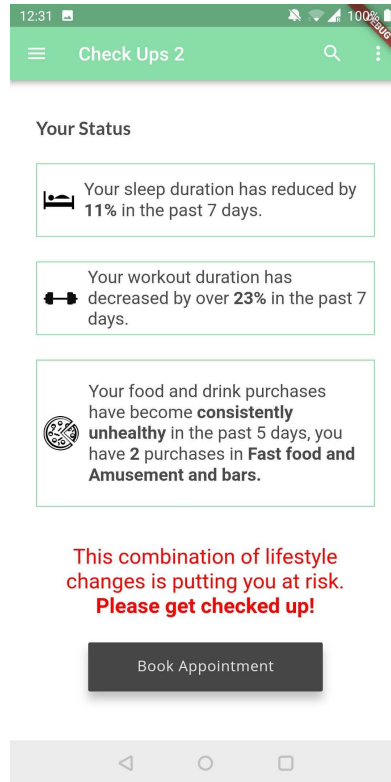 12:31 100%
DEBUG
Check Ups 2
Your Status
Your sleep duration has reduced by
11% in the past 7 days.
Your workout duration has
decreased by over 23% in the past 7
days.
Your food and drink purchases
have become consistently
unhealthy in the past 5 days, you
have 2 purchases in Fast food and
Amusement and bars.
This combination of lifestyle
changes is putting you at risk.
Please get checked up!
Book Appointment